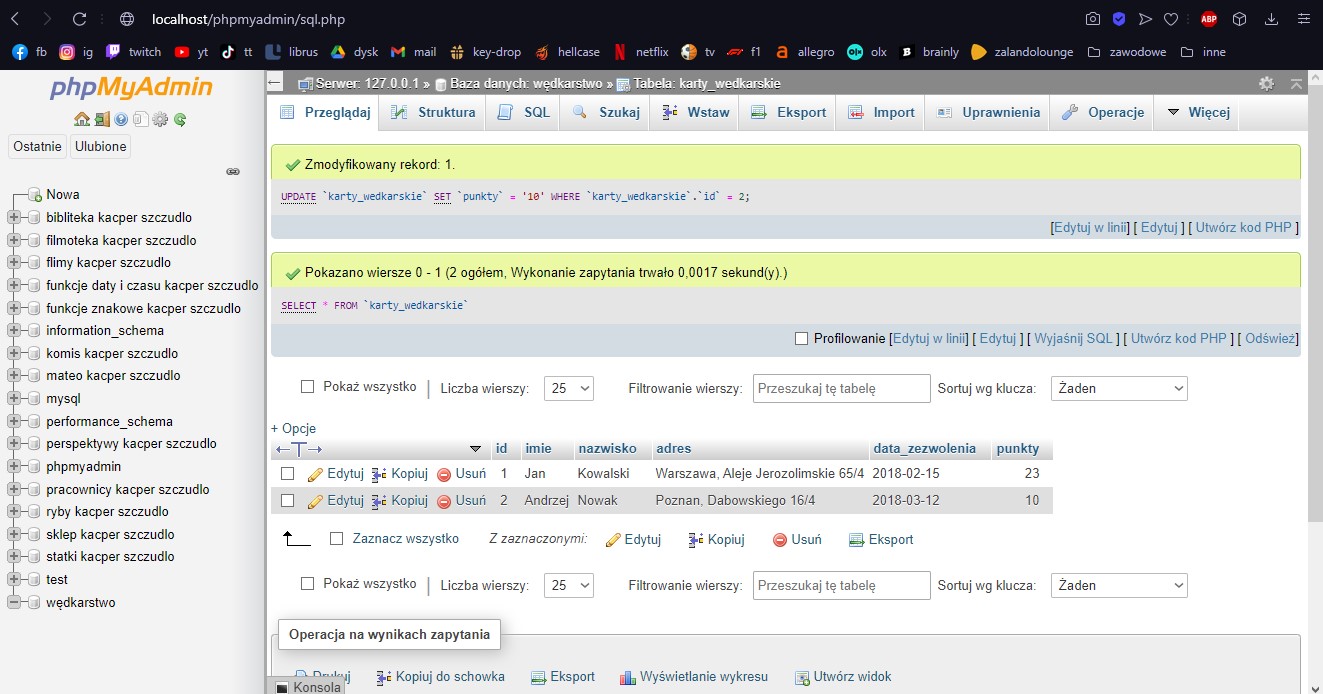 localhost/phpmyadmin/sql.php
ABP
fb ig twitch yt tt librus dysk mail key-drop hellcase netflix tv f1 allegro olx brainly zalandolounge zawodowe inne
phpMyAdmin
Ostatnie Ulubione
Nowa
bibliteka kacper szczudlo
filmoteka kacper szczudlo
flimy kacper szczudlo
funkcje daty i czasu kacper szczudlo
funkcje znakowe kacper szczudlo
information_schema
komis kacper szczudlo
mateo kacper szczudlo
mysql
performance_schema
perspektywy kacper szczudlo
phpmyadmin
pracownicy kacper szczudlo
ryby kacper szczudlo
sklep kacper szczudlo
statki kacper szczudlo
test
wędkarstwo
Serwer: 127.0.0.1 » Baza danych: wędkarstwo » Tabela: karty_wedkarskie
Przeglądaj Struktura SQL Szukaj Wstaw Eksport Import Uprawnienia Operacje Więcej
Zmodyfikowany rekord: 1.
UPDATE `karty_wedkarskie` SET `punkty` = '10' WHERE `karty_wedkarskie`.`id` = 2;
[Edytuj w linii] [ Edytuj ] [ Utwórz kod PHP ]
Pokazano wiersze 0 - 1 (2 ogółem, Wykonanie zapytania trwało 0,0017 sekund(y).)
SELECT * FROM `karty_wedkarskie`
Profilowanie [Edytuj w linii] [ Edytuj ] [ Wyjaśnij SQL ] [ Utwórz kod PHP ] [ Odśwież]
Pokaż wszystko | Liczba wierszy: 25 Filtrowanie wierszy: Przeszukaj tę tabelę Sortuj wg klucza: Żaden
+ Opcje
←T→ id imie nazwisko adres data_zezwolenia punkty
Edytuj Kopiuj Usuń 1 Jan Kowalski Warszawa, Aleje Jerozolimskie 65/4 2018-02-15 23
Edytuj Kopiuj Usuń 2 Andrzej Nowak Poznan, Dabowskiego 16/4 2018-03-12 10
Zaznacz wszystko Z zaznaczonymi: Edytuj Kopiuj Usuń Eksport
Pokaż wszystko | Liczba wierszy: 25 Filtrowanie wierszy: Przeszukaj tę tabelę Sortuj wg klucza: Żaden
Operacja na wynikach zapytania
Drukuj Kopiuj do schowka Eksport Wyświetlanie wykresu Utwórz widok
Konsola